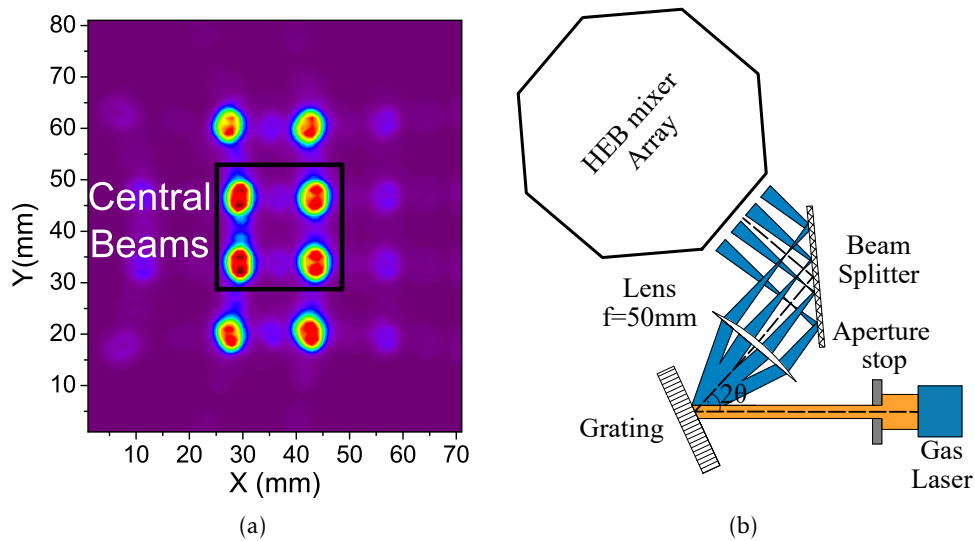 80
70
60
50
40
30
20
10
Y(mm)
Central
Beams
10
20
30
40
50
60
70
X (mm)
(a)
HEB mixer
Array
Beam
Splitter
Lens
f=50mm
Aperture
stop
2θ
Grating
Gas
Laser
(b)